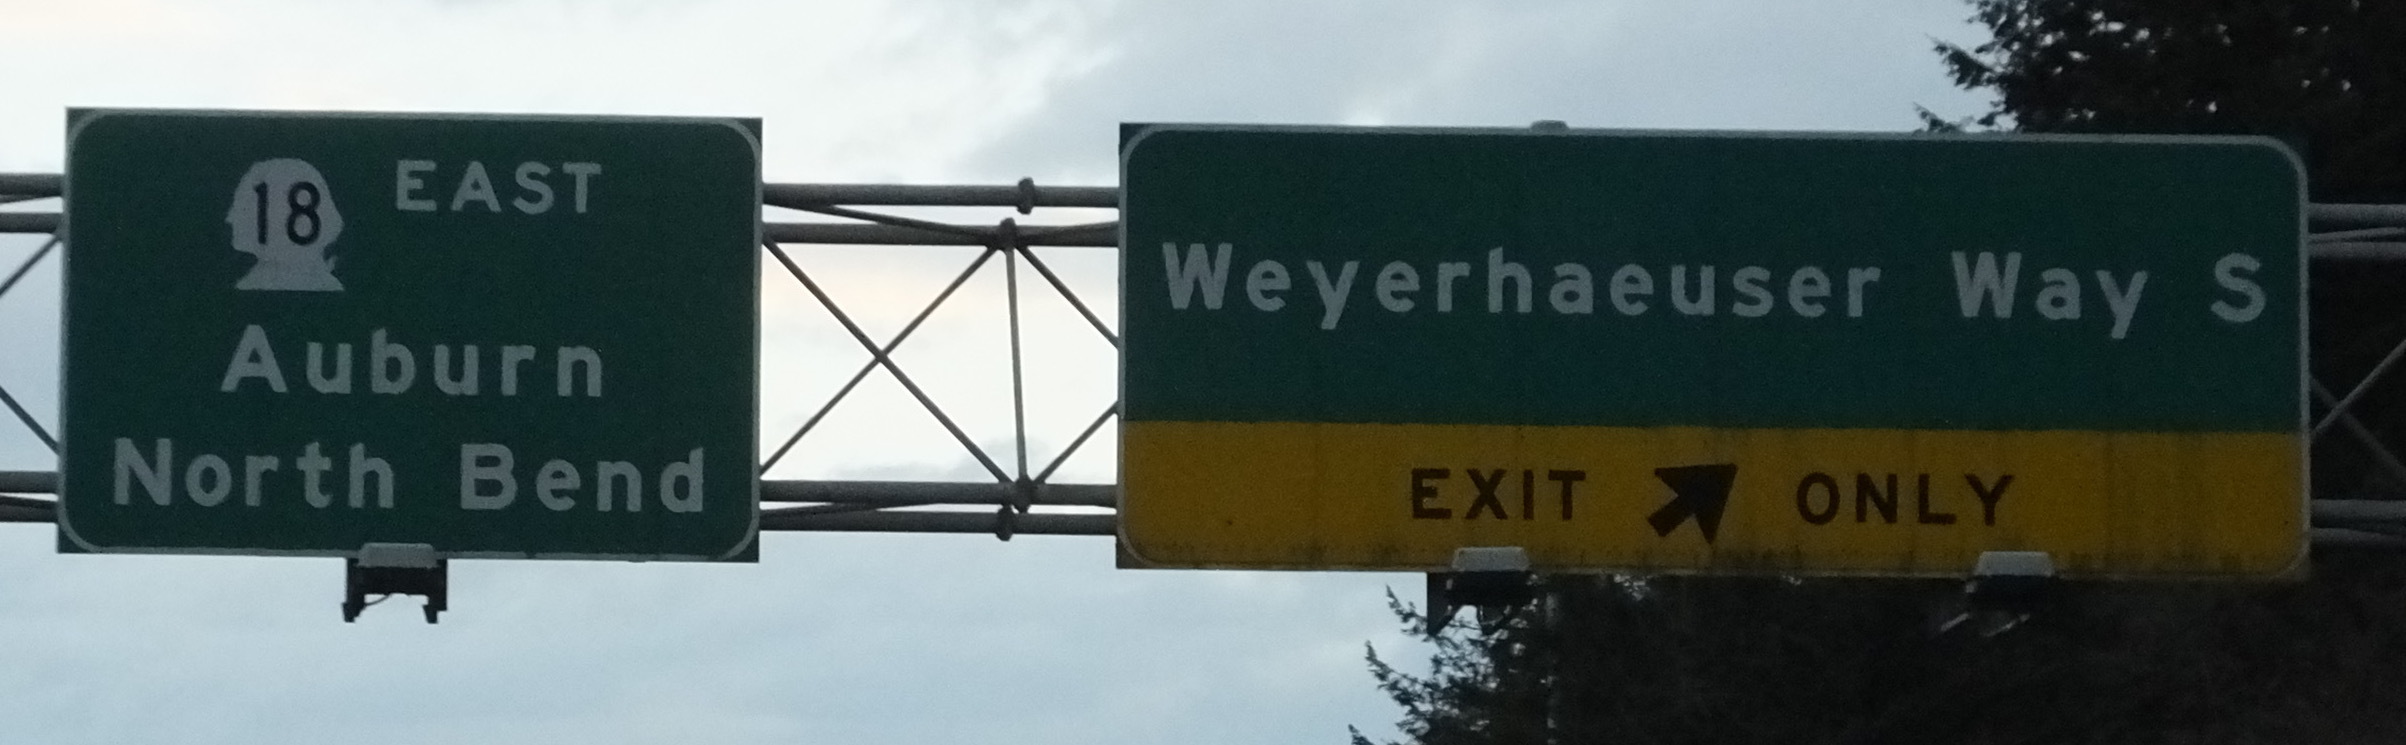 18 EAST
Auburn
North Bend
Weyerhaeuser Way S
EXIT ONLY